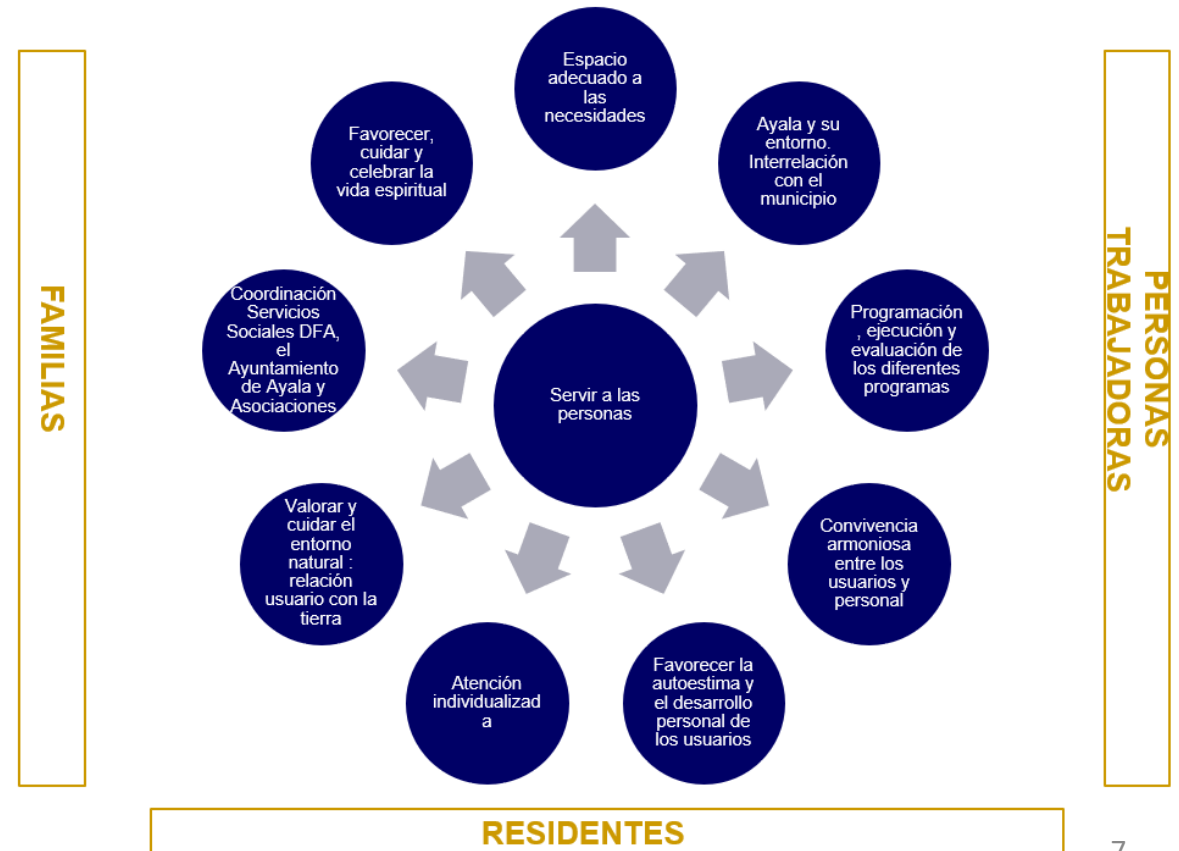 Espacio
adecuado a
las
necesidades
Ayala y su
entorno.
Interrelación
con el
municipio
Programación
, ejecución y
evaluación de
los diferentes
programas
Convivencia
armoniosa
entre los
usuarios y
personal
Favorecer la
autoestima y
el desarrollo
personal de
los usuarios
Atención
individualizad
a
Valorar y
cuidar el
entorno
natural :
relación
usuario con la
tierra
Coordinación
Servicios
Sociales DFA,
el
Ayuntamiento
de Ayala y
Asociaciones
Favorecer,
cuidar y
celebrar la
vida espiritual
Servir a las
personas
FAMILIAS
PERSONAS
TRABAJADORAS
RESIDENTES
7